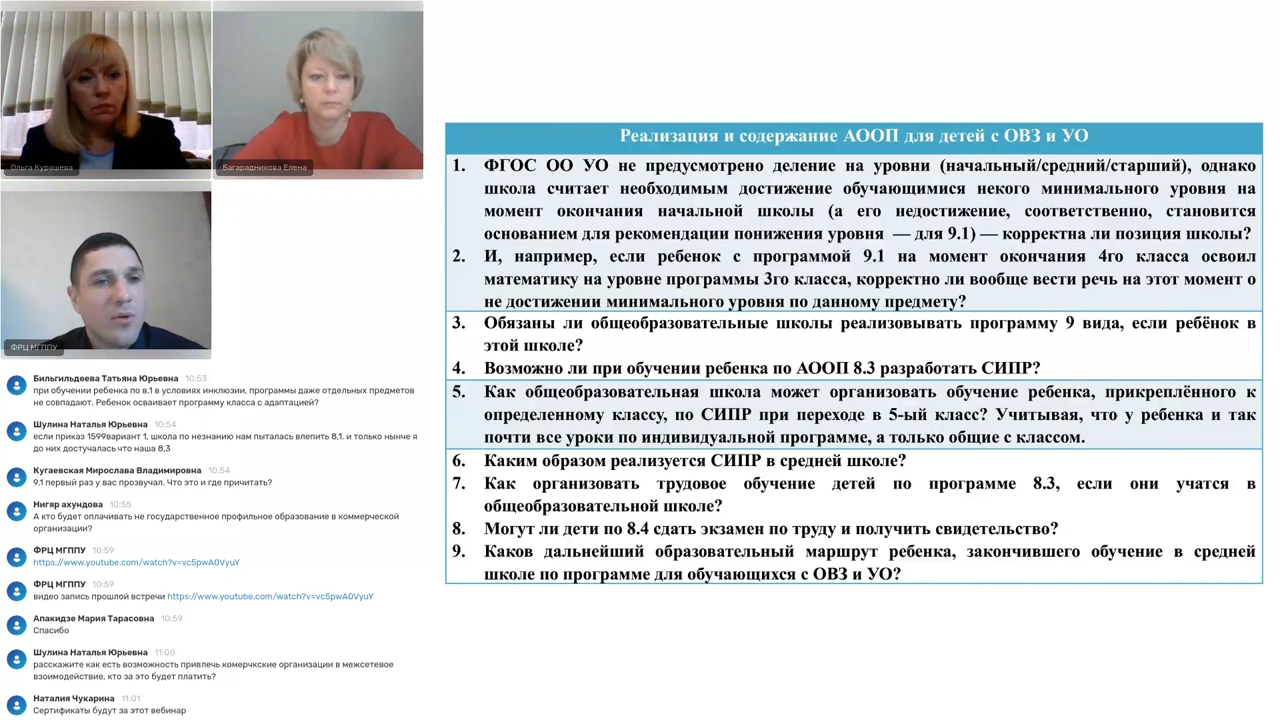 Ольга Курашева
Багарадникова Елена
ФРЦ МГППУ
Бильгильдеева Татьяна Юрьевна 10:53
при обучении ребенка по в.1 в условиях инклюзии, программы даже отдельных предметов
не совпадают. Ребенок осваивает программу класса с адаптацией?
Шулина Наталья Юрьевна 10:54
если приказ 1599вариант 1, школа по незнанию нам пыталась влепить 8,1. и только нынче я
до них достучалась что наша 8,3
Кугаевская Мирослава Владимировна 10:54
9.1 первый раз у вас прозвучал. Что это и где причитать?
Нигяр ахундова 10:55
А кто будет оплачивать не государственное профильное образование в коммерческой
организации?
ФРЦ МГППУ 10:59
https://www.youtube.com/watch?v=vc5pwA0VyuY
ФРЦ МГППУ 10:59
видео запись прошлой встречи https://www.youtube.com/watch?v=vc5pwA0VyuY
Апакидзе Мария Тарасовна 10:59
Спасибо
Шулина Наталья Юрьевна 11:00
расскажите как есть возможность привлечь комерчкские организации в межсетевое
взоимодействие, кто за это будет платить?
Наталия Чукарина 11:01
Сертификаты будут за этот вебинар
Реализация и содержание АООП для детей с ОВЗ и УО
1. ФГОС ОО УО не предусмотрено деление на уровни (начальный/средний/старший), однако
школа считает необходимым достижение обучающимися некого минимального уровня на
момент окончания начальной школы (а его недостижение, соответственно, становится
основанием для рекомендации понижения уровня — для 9.1) — корректна ли позиция школы?
2. И, например, если ребенок с программой 9.1 на момент окончания 4го класса освоил
математику на уровне программы 3го класса, корректно ли вообще вести речь на этот момент о
не достижении минимального уровня по данному предмету?
3. Обязаны ли общеобразовательные школы реализовывать программу 9 вида, если ребёнок в
этой школе?
4. Возможно ли при обучении ребенка по АООП 8.3 разработать СИПР?
5. Как общеобразовательная школа может организовать обучение ребенка, прикреплённого к
определенному классу, по СИПР при переходе в 5-ый класс? Учитывая, что у ребенка и так
почти все уроки по индивидуальной программе, а только общие с классом.
6. Каким образом реализуется СИПР в средней школе?
7. Как организовать трудовое обучение детей по программе 8.3, если они учатся в
общеобразовательной школе?
8. Могут ли дети по 8.4 сдать экзамен по труду и получить свидетельство?
9. Каков дальнейший образовательный маршрут ребенка, закончившего обучение в средней
школе по программе для обучающихся с ОВЗ и УО?